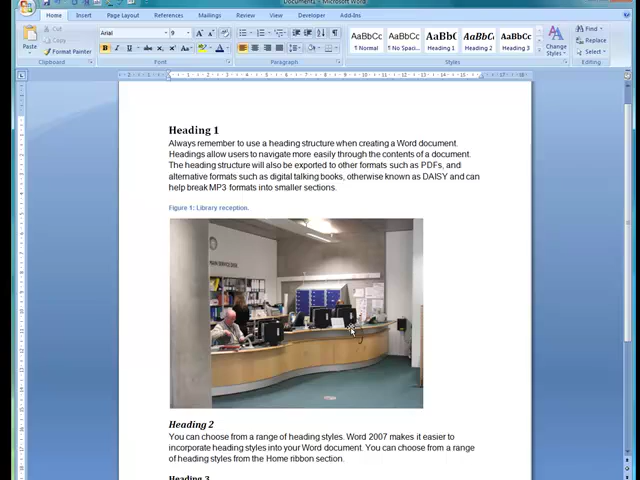 Document1 - Microsoft Word
Home Insert Page Layout References Mailings Review View Developer Add-Ins
Cut
Copy
Paste
Format Painter
Clipboard
Arial 9
Font
Paragraph
AaBbCc AaBbCc AaBbC AaBbCc AaBbCc
¶ Normal ¶ No Spaci... Heading 1 Heading 2 Heading 3
Change
Styles
Styles
Find
Replace
Select
Editing
Heading 1
Always remember to use a heading structure when creating a Word document.
Headings allow users to navigate more easily through the contents of a document.
The heading structure will also be exported to other formats such as PDFs, and
alternative formats such as digital talking books, otherwise known as DAISY and can
help break MP3 formats into smaller sections.
Figure 1: Library reception.
Heading 2
You can choose from a range of heading styles. Word 2007 makes it easier to
incorporate heading styles into your Word document. You can choose from a range
of heading styles from the Home ribbon section.
Heading 3